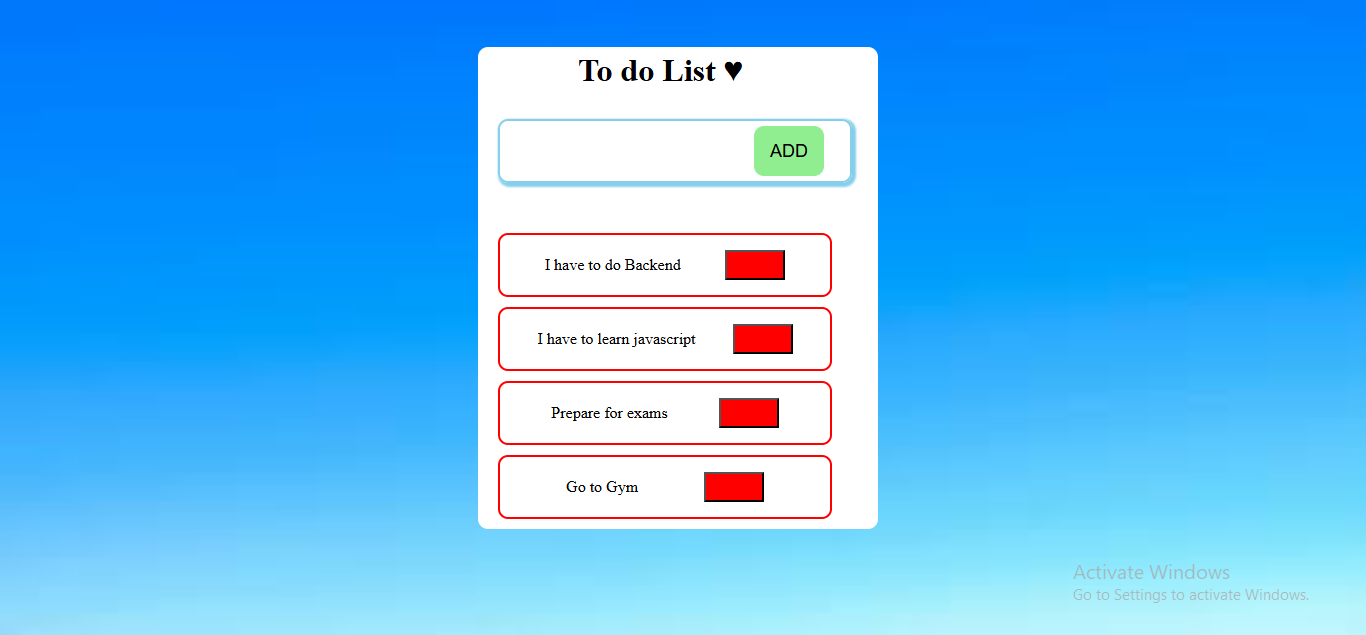 To do List ♥
ADD
I have to do Backend
I have to learn javascript
Prepare for exams
Go to Gym
Activate Windows
Go to Settings to activate Windows.